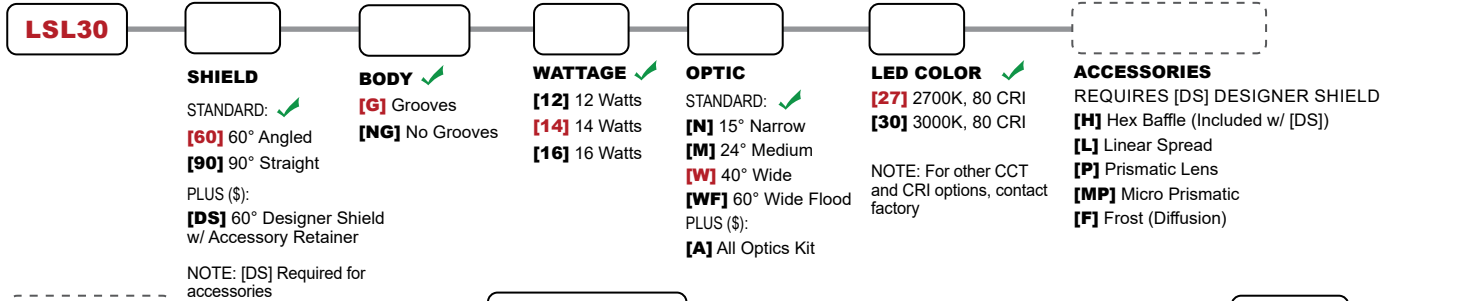 LSL30
SHIELD
STANDARD:
[60] 60° Angled
[90] 90° Straight
PLUS ($):
[DS] 60° Designer Shield
w/ Accessory Retainer
NOTE: [DS] Required for
accessories
BODY
[G] Grooves
[NG] No Grooves
WATTAGE
[12] 12 Watts
[14] 14 Watts
[16] 16 Watts
OPTIC
STANDARD:
[N] 15° Narrow
[M] 24° Medium
[W] 40° Wide
[WF] 60° Wide Flood
PLUS ($):
[A] All Optics Kit
LED COLOR
[27] 2700K, 80 CRI
[30] 3000K, 80 CRI
NOTE: For other CCT
and CRI options, contact
factory
ACCESSORIES
REQUIRES [DS] DESIGNER SHIELD
[H] Hex Baffle (Included w/ [DS])
[L] Linear Spread
[P] Prismatic Lens
[MP] Micro Prismatic
[F] Frost (Diffusion)